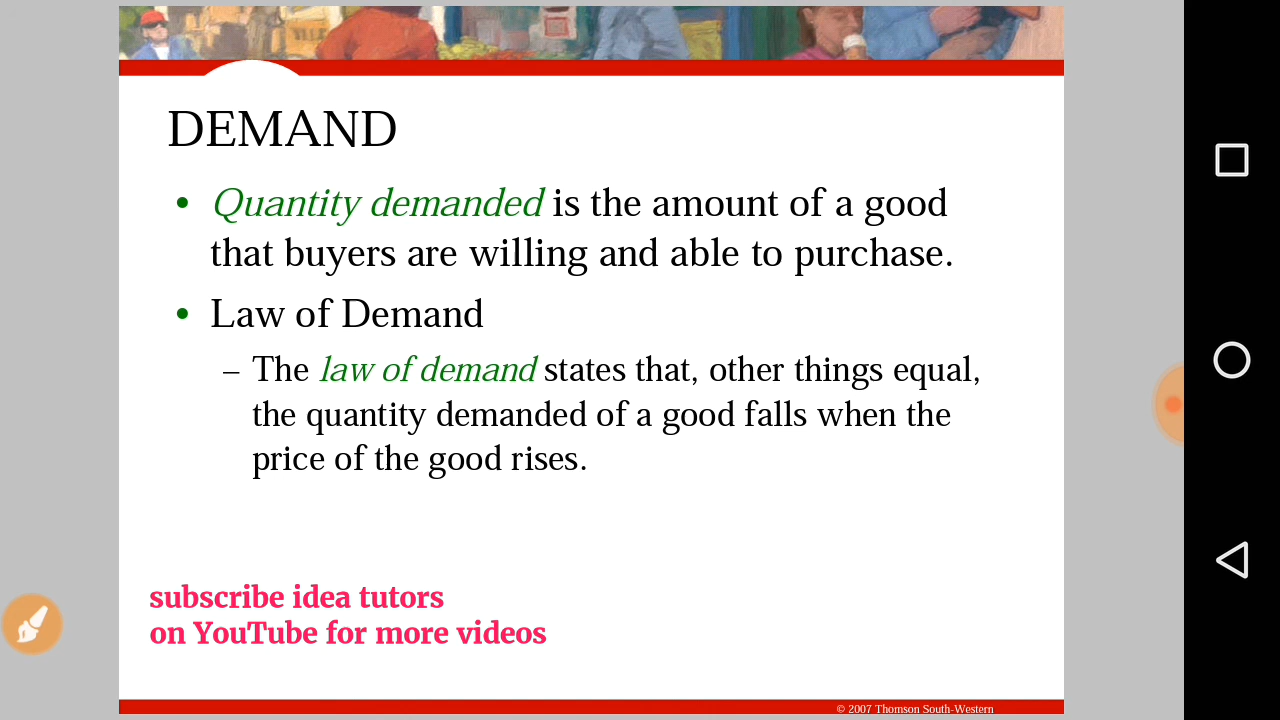 DEMAND
• Quantity demanded is the amount of a good
that buyers are willing and able to purchase.
• Law of Demand
– The law of demand states that, other things equal,
the quantity demanded of a good falls when the
price of the good rises.
subscribe idea tutors
on YouTube for more videos
© 2007 Thomson South-Western